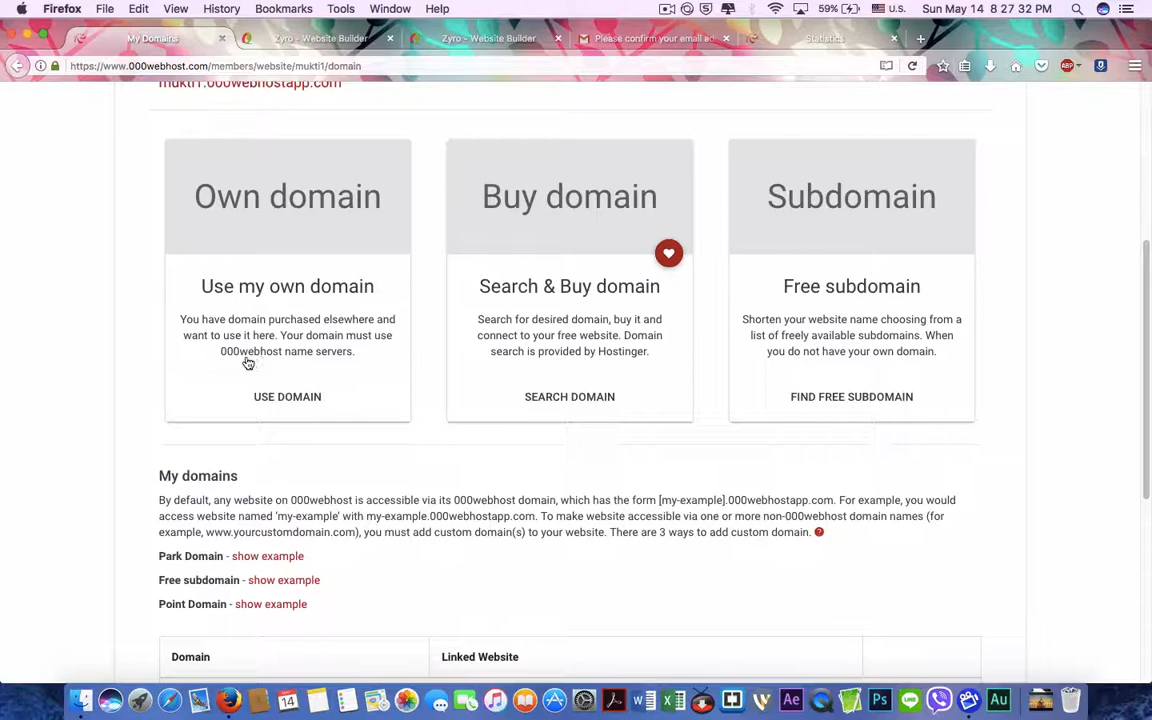 Firefox File Edit View History Bookmarks Tools Window Help 59% U.S. Sun May 14 8 27 32 PM
My Domains Zyro - Website Builder Zyro - Website Builder Please confirm your email ad Statistics
https://www.000webhost.com/members/website/mukti1/domain
mukti1.000webhostapp.com
Own domain Buy domain Subdomain
Use my own domain Search & Buy domain Free subdomain
You have domain purchased elsewhere and Search for desired domain, buy it and Shorten your website name choosing from a
want to use it here. Your domain must use connect to your free website. Domain list of freely available subdomains. When
000webhost name servers. search is provided by Hostinger. you do not have your own domain.
USE DOMAIN SEARCH DOMAIN FIND FREE SUBDOMAIN
My domains
By default, any website on 000webhost is accessible via its 000webhost domain, which has the form [my-example].000webhostapp.com. For example, you would
access website named 'my-example' with my-example.000webhostapp.com. To make website accessible via one or more non-000webhost domain names (for
example, www.yourcustomdomain.com), you must add custom domain(s) to your website. There are 3 ways to add custom domain. ?
Park Domain - show example
Free subdomain - show example
Point Domain - show example
Domain Linked Website